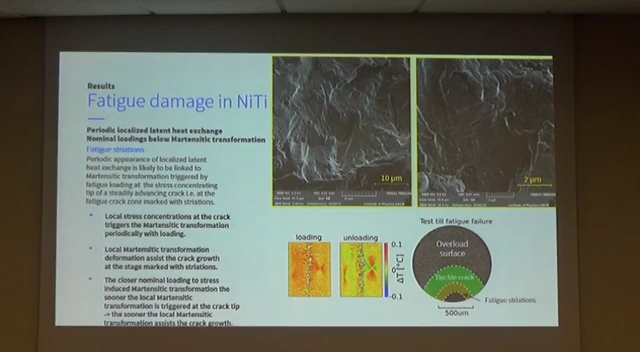 Results
Fatigue damage in NiTi
Periodic localized latent heat exchange
Nominal loadings below Martensitic transformation
Fatigue striations
Periodic appearance of localized latent
heat exchange is likely to be linked to
Martensitic transformation triggered by
fatigue loading at the stress concentrating
tip of a steadily advancing crack i.e. at the
fatigue crack zone marked with striations.
• Local stress concentrations at the crack
triggers the Martensitic transformation
periodically with loading.
• Local Martensitic transformation
deformation assist the crack growth
at the stage marked with striations.
• The closer nominal loading to stress
induced Martensitic transformation the
sooner the local Martensitic
transformation is triggered at the crack tip
-> the sooner the local Martensitic
transformation assists the crack growth.
10 µm
2 µm
loading
unloading
0.1
0
-0.1
ΔT [°C]
Test till fatigue failure
Overload
surface
Ductile crack
Fatigue striations
500um